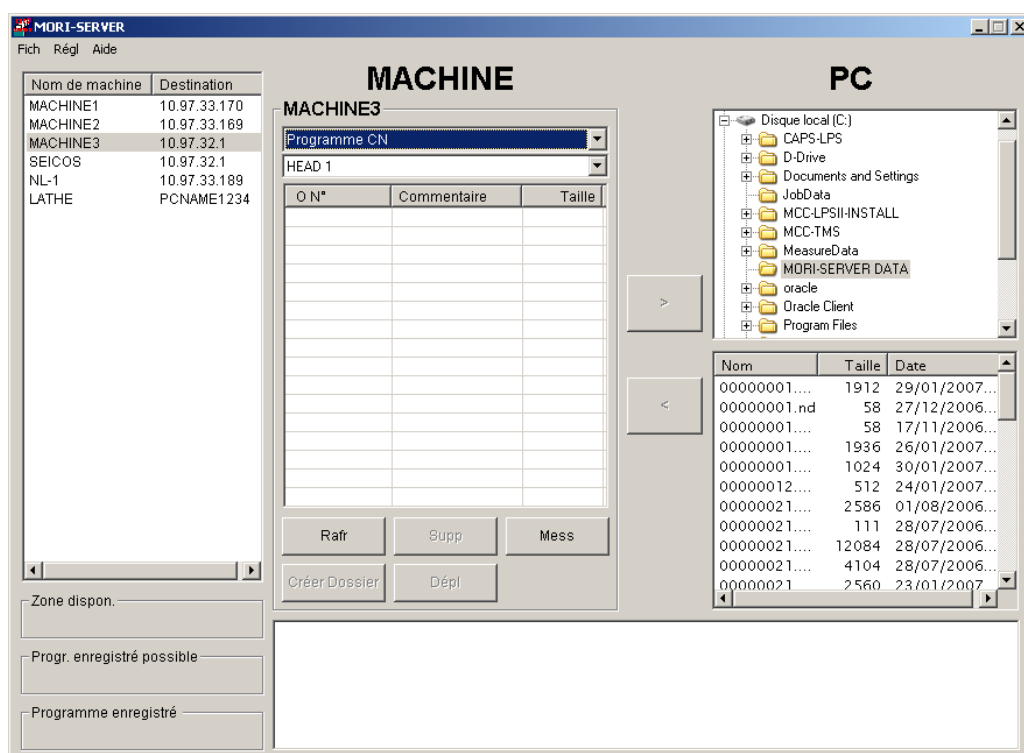 MORI-SERVER
Fich Régl Aide
MACHINE
PC
Nom de machine Destination
MACHINE1 10.97.33.170
MACHINE2 10.97.33.169
MACHINE3 10.97.32.1
SEICOS 10.97.32.1
NL-1 10.97.33.189
LATHE PCNAME1234
MACHINE3
Programme CN
HEAD 1
O N° Commentaire Taille
Rafr Supp Mess
Créer Dossier Dépl
>
<
Disque local (C:)
CAPS-LPS
D-Drive
Documents and Settings
JobData
MCC-LPSII-INSTALL
MCC-TMS
MeasureData
MORI-SERVER DATA
oracle
Oracle Client
Program Files
Nom Taille Date
00000001.... 1912 29/01/2007...
00000001.nd 58 27/12/2006...
00000001.... 58 17/11/2006...
00000001.... 1936 26/01/2007...
00000001.... 1024 30/01/2007...
00000012.... 512 24/01/2007...
00000021.... 2586 01/08/2006...
00000021.... 111 28/07/2006...
00000021.... 12084 28/07/2006...
00000021.... 4104 28/07/2006...
00000021 2560 23/01/2007
Zone dispon.
Progr. enregistré possible
Programme enregistré